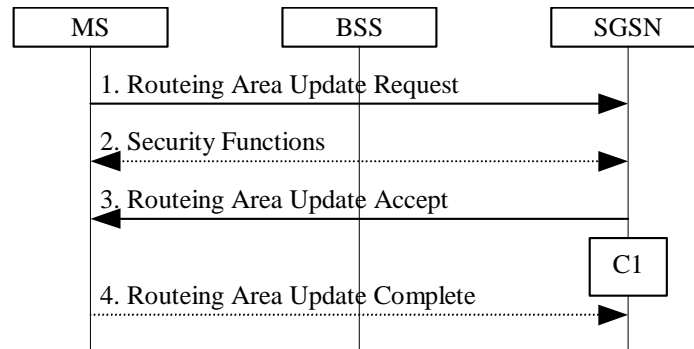 MS BSS SGSN
1. Routeing Area Update Request
2. Security Functions
3. Routeing Area Update Accept
C1
4. Routeing Area Update Complete